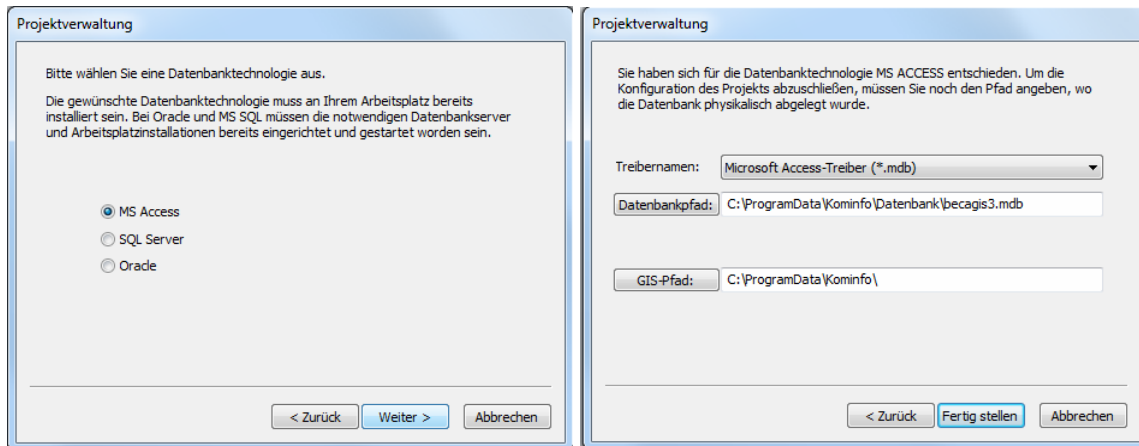 Projektverwaltung
Bitte wählen Sie eine Datenbanktechnologie aus.
Die gewünschte Datenbanktechnologie muss an Ihrem Arbeitsplatz bereits
installiert sein. Bei Oracle und MS SQL müssen die notwendigen Datenbankserver
und Arbeitsplatzinstallationen bereits eingerichtet und gestartet worden sein.
MS Access
SQL Server
Oracle
< Zurück Weiter > Abbrechen
Projektverwaltung
Sie haben sich für die Datenbanktechnologie MS ACCESS entschieden. Um die
Konfiguration des Projekts abzuschließen, müssen Sie noch den Pfad angeben, wo
die Datenbank physikalisch abgelegt wurde.
Treibernamen: Microsoft Access-Treiber (*.mdb)
Datenbankpfad: C:\ProgramData\Kominfo\Datenbank\becagis3.mdb
GIS-Pfad: C:\ProgramData\Kominfo\
< Zurück Fertig stellen Abbrechen